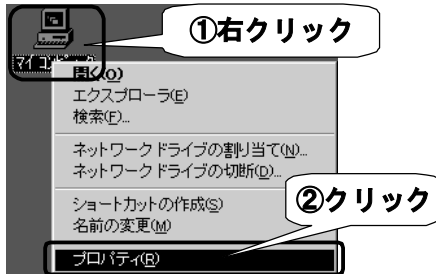 ①右クリック
マイ コンピュータ
開く(O)
エクスプローラ(E)
検索(F)...
ネットワーク ドライブの割り当て(N)...
ネットワーク ドライブの切断(D)...
ショートカットの作成(S)
②クリック
名前の変更(M)
プロパティ(R)